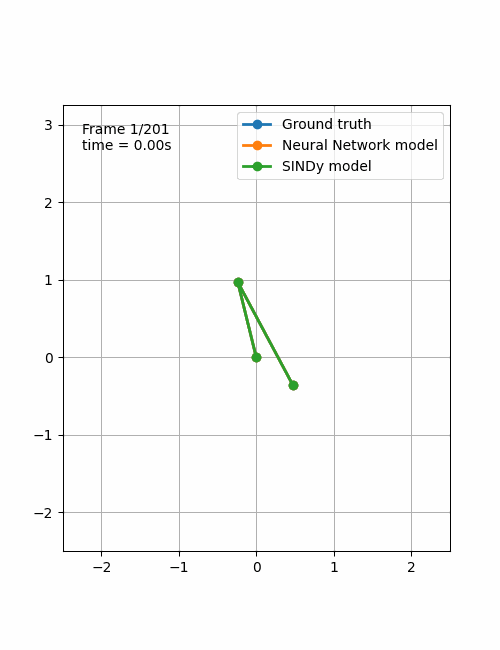 Frame 1/201
time = 0.00s
Ground truth
Neural Network model
SINDy model
3
2
1
0
−1
−2
−2
−1
0
1
2